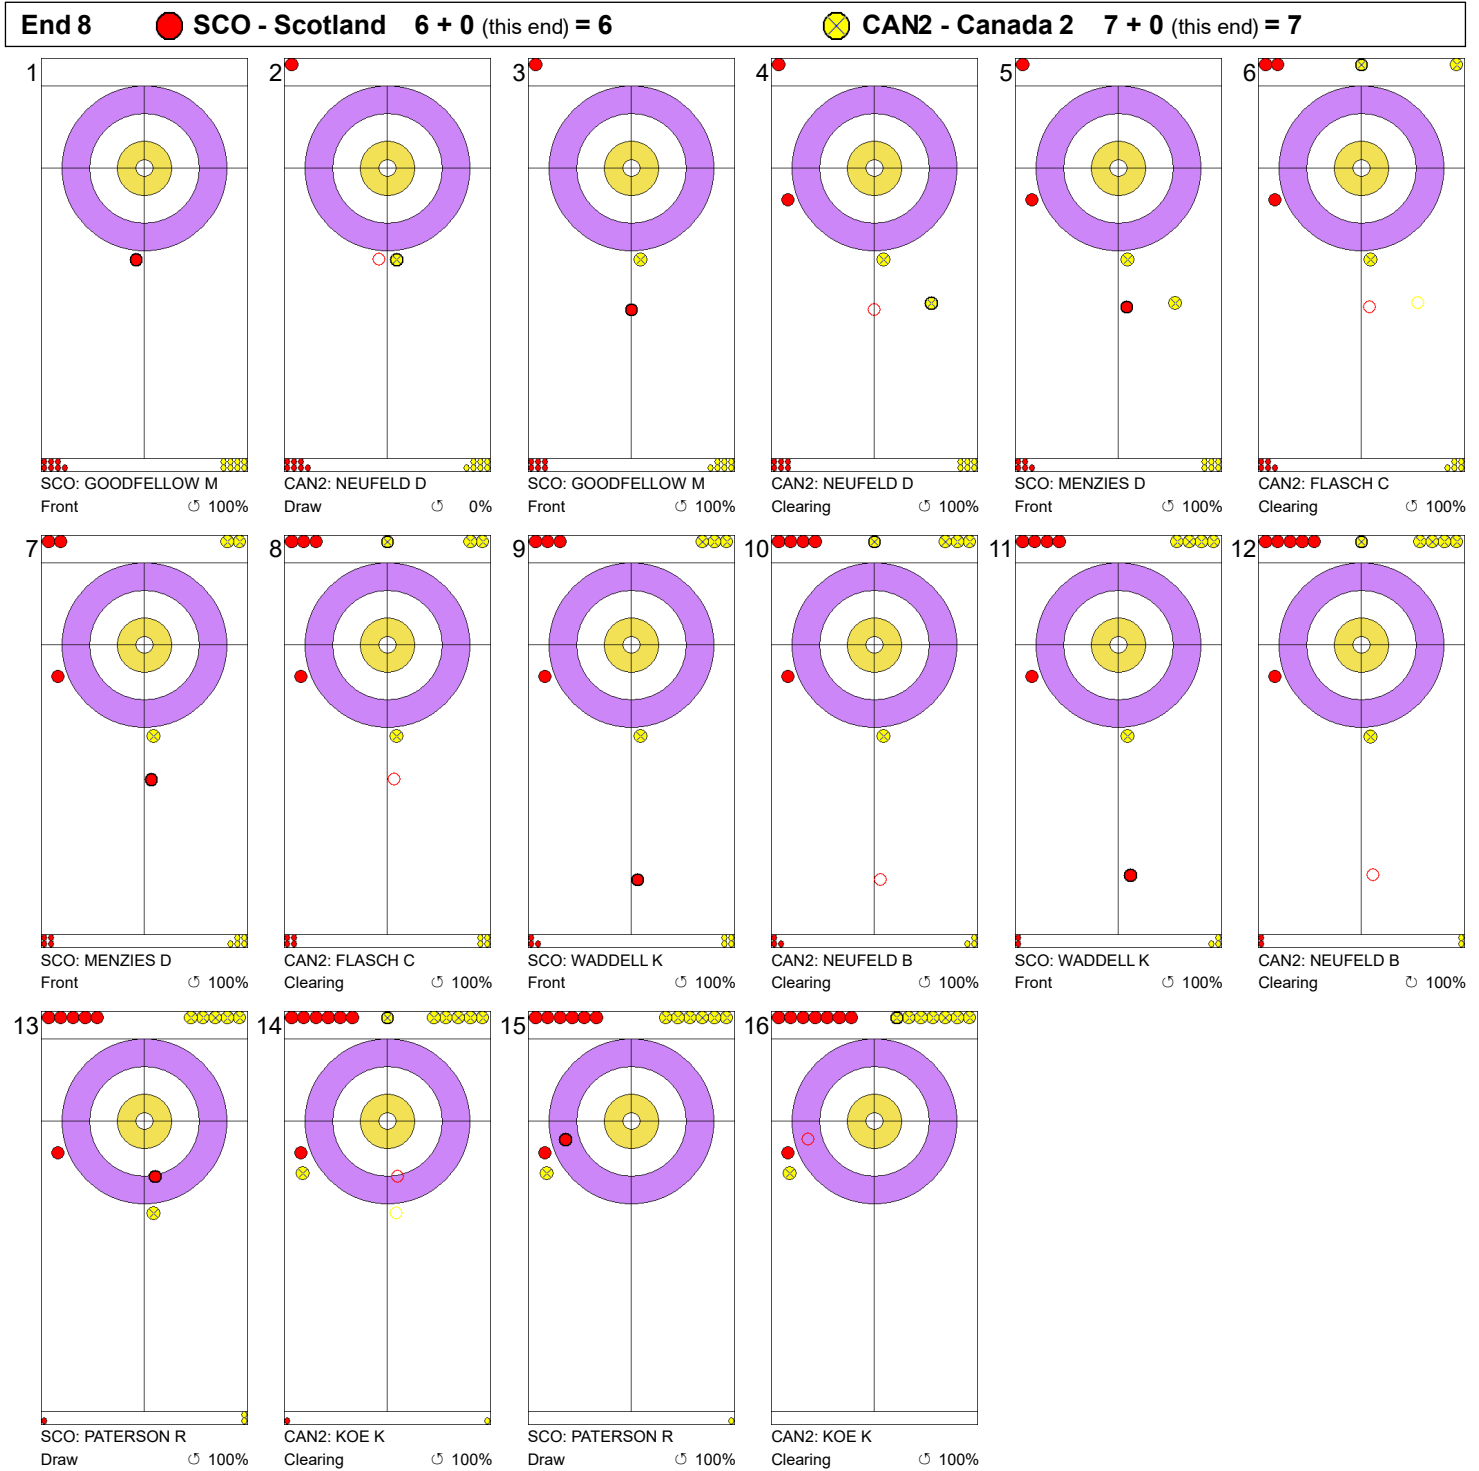 End 8 SCO - Scotland 6 + 0 (this end) = 6 CAN2 - Canada 2 7 + 0 (this end) = 7
1 2 3 4 5 6
SCO: GOODFELLOW M CAN2: NEUFELD D SCO: GOODFELLOW M CAN2: NEUFELD D SCO: MENZIES D CAN2: FLASCH C
Front ↺ 100% Draw ↺ 0% Front ↺ 100% Clearing ↺ 100% Front ↺ 100% Clearing ↺ 100%
7 8 9 10 11 12
SCO: MENZIES D CAN2: FLASCH C SCO: WADDELL K CAN2: NEUFELD B SCO: WADDELL K CAN2: NEUFELD B
Front ↺ 100% Clearing ↺ 100% Front ↺ 100% Clearing ↺ 100% Front ↺ 100% Clearing ↻ 100%
13 14 15 16
SCO: PATERSON R CAN2: KOE K SCO: PATERSON R CAN2: KOE K
Draw ↺ 100% Clearing ↺ 100% Draw ↺ 100% Clearing ↺ 100%